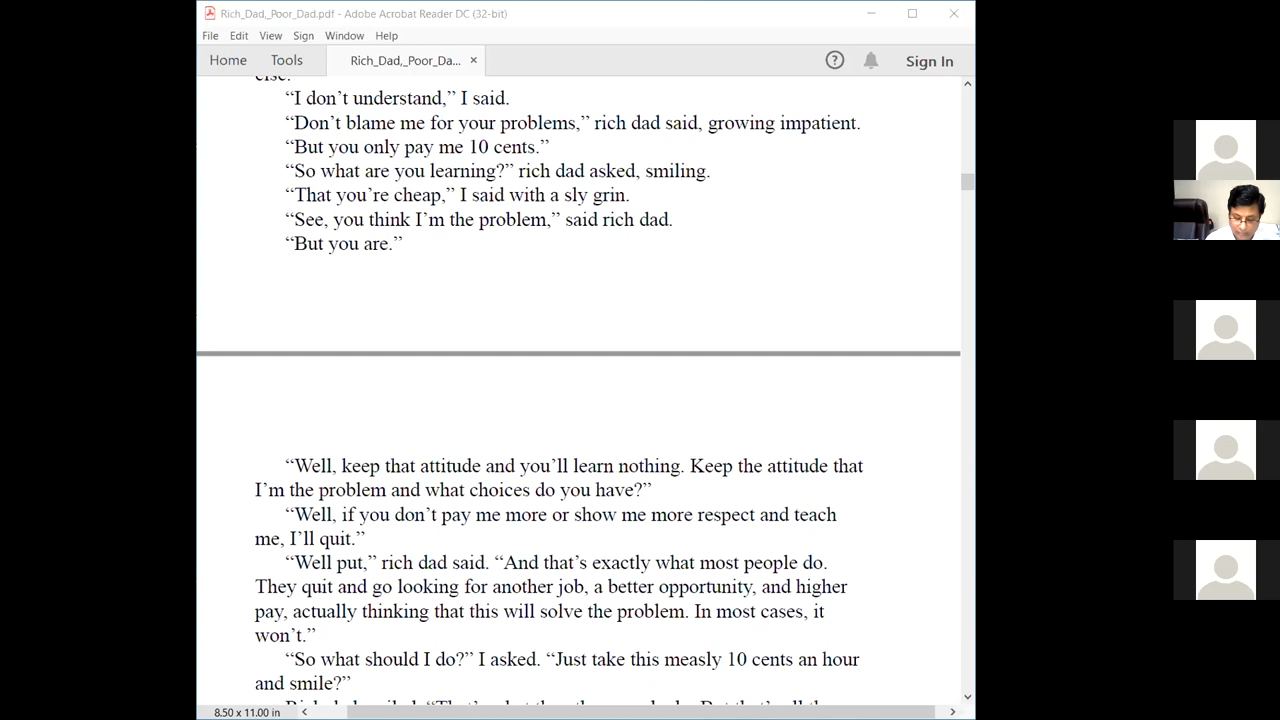 Rich_Dad,_Poor_Dad.pdf - Adobe Acrobat Reader DC (32-bit)
File Edit View Sign Window Help
Home Tools Rich_Dad,_Poor_Da... × ? Sign In
else.
“I don’t understand,” I said.
“Don’t blame me for your problems,” rich dad said, growing impatient.
“But you only pay me 10 cents.”
“So what are you learning?” rich dad asked, smiling.
“That you’re cheap,” I said with a sly grin.
“See, you think I’m the problem,” said rich dad.
“But you are.”
“Well, keep that attitude and you’ll learn nothing. Keep the attitude that
I’m the problem and what choices do you have?”
“Well, if you don’t pay me more or show me more respect and teach
me, I’ll quit.”
“Well put,” rich dad said. “And that’s exactly what most people do.
They quit and go looking for another job, a better opportunity, and higher
pay, actually thinking that this will solve the problem. In most cases, it
won’t.”
“So what should I do?” I asked. “Just take this measly 10 cents an hour
and smile?”
8.50 x 11.00 in